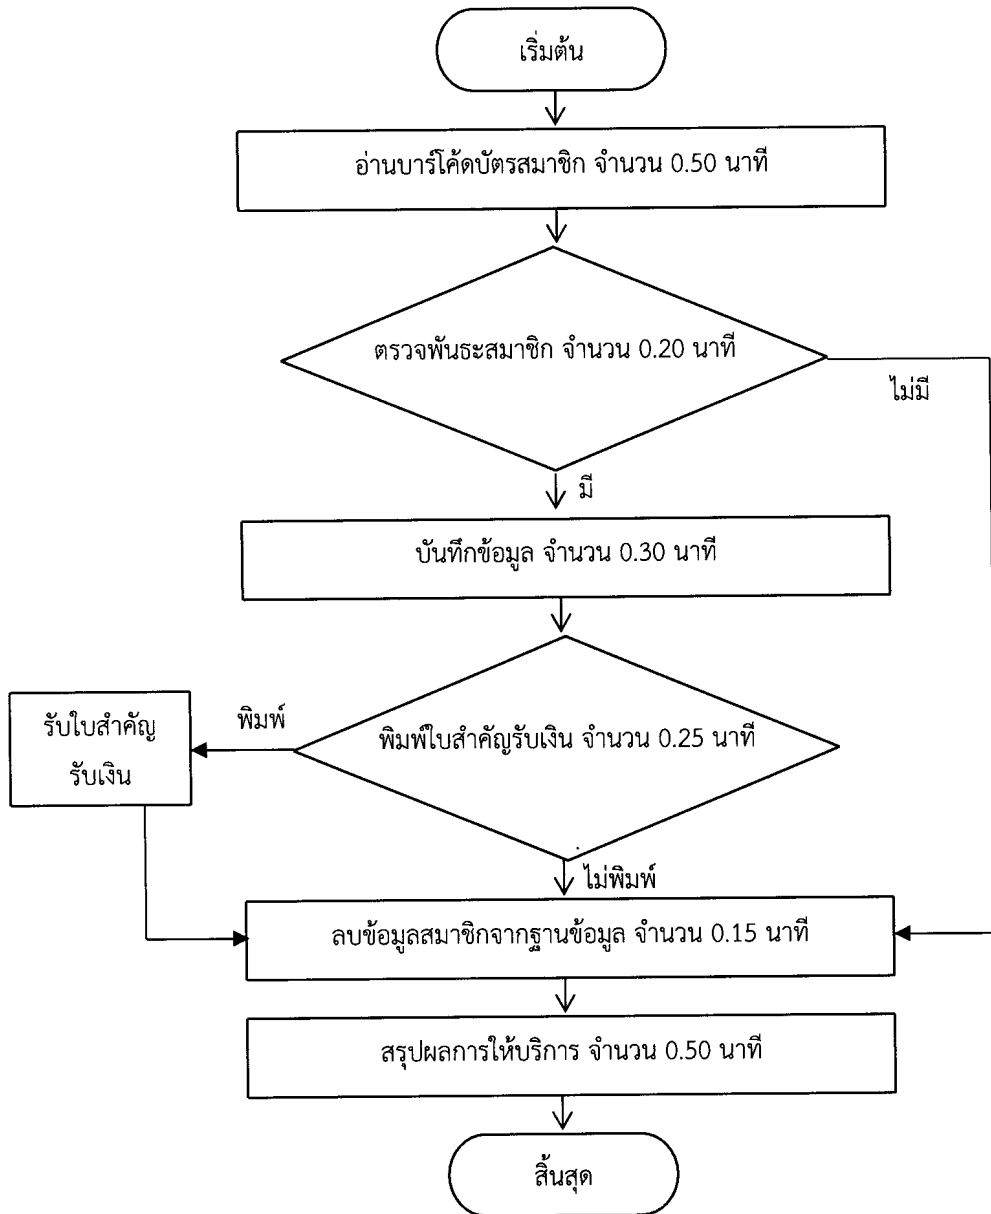 เริ่มต้น
อ่านบาร์โค้ดบัตรสมาชิก จำนวน 0.50 นาที
ตรวจพันธะสมาชิก จำนวน 0.20 นาที
ไม่มี
มี
บันทึกข้อมูล จำนวน 0.30 นาที
รับใบสำคัญ
รับเงิน
พิมพ์
พิมพ์ใบสำคัญรับเงิน จำนวน 0.25 นาที
ไม่พิมพ์
ลบข้อมูลสมาชิกจากฐานข้อมูล จำนวน 0.15 นาที
สรุปผลการให้บริการ จำนวน 0.50 นาที
สิ้นสุด